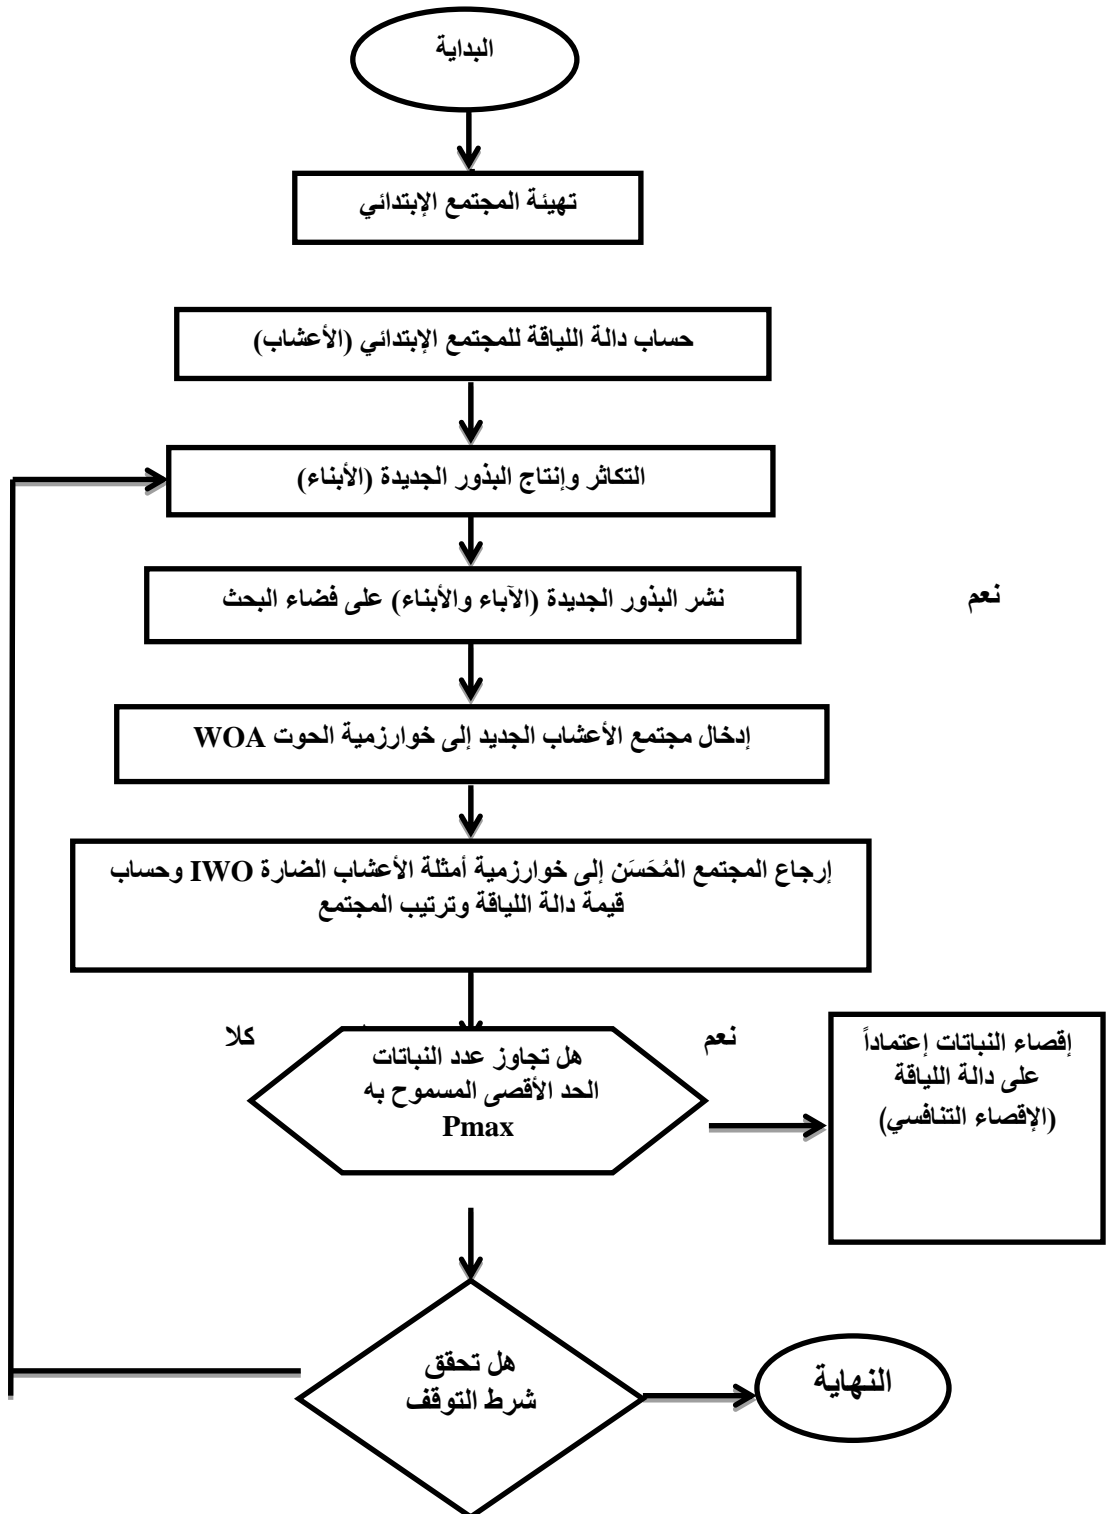 البداية
تهيئة المجتمع الإبتدائي
حساب دالة اللياقة للمجتمع الإبتدائي (الأعشاب)
التكاثر وإنتاج البذور الجديدة (الأبناء)
نشر البذور الجديدة (الآباء والأبناء) على فضاء البحث
نعم
إدخال مجتمع الأعشاب الجديد إلى خوارزمية الحوت WOA
إرجاع المجتمع المُحَسَن إلى خوارزمية أمثلة الأعشاب الضارة IWO وحساب
قيمة دالة اللياقة وترتيب المجتمع
كلا
هل تجاوز عدد النباتات
الحد الأقصى المسموح به
Pmax
نعم
إقصاء النباتات إعتماداً
على دالة اللياقة
(الإقصاء التنافسي)
هل تحقق
شرط التوقف
النهاية